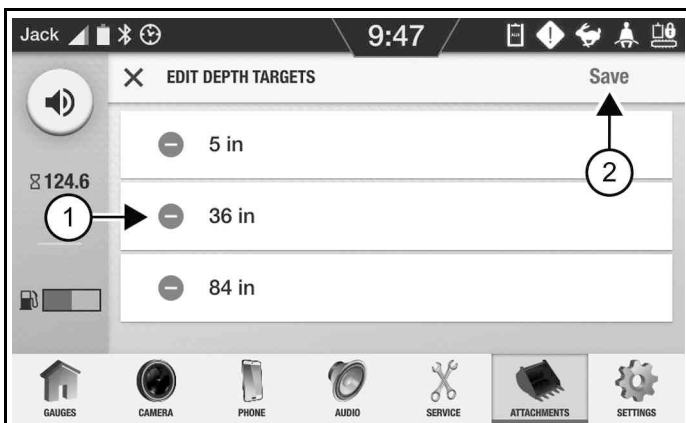 Jack 9:47
EDIT DEPTH TARGETS Save
5 in
124.6
36 in
84 in
1
2
GAUGES CAMERA PHONE AUDIO SERVICE ATTACHMENTS SETTINGS